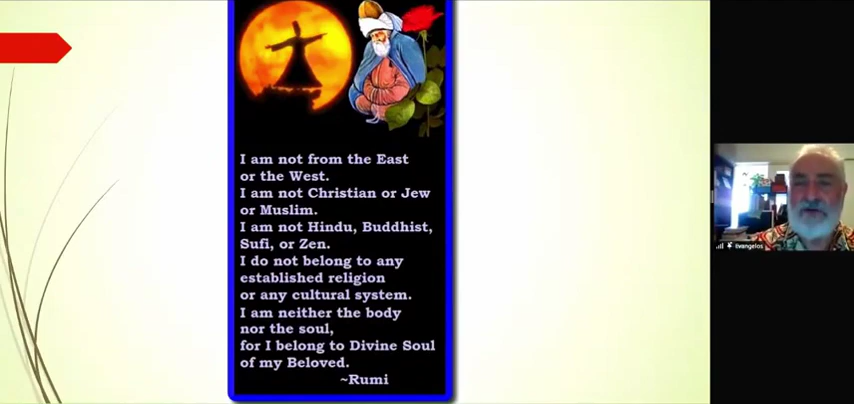 I am not from the East
or the West.
I am not Christian or Jew
or Muslim.
I am not Hindu, Buddhist,
Sufi, or Zen.
I do not belong to any
established religion
or any cultural system.
I am neither the body
nor the soul,
for I belong to Divine Soul
of my Beloved.
~Rumi
Evangelos